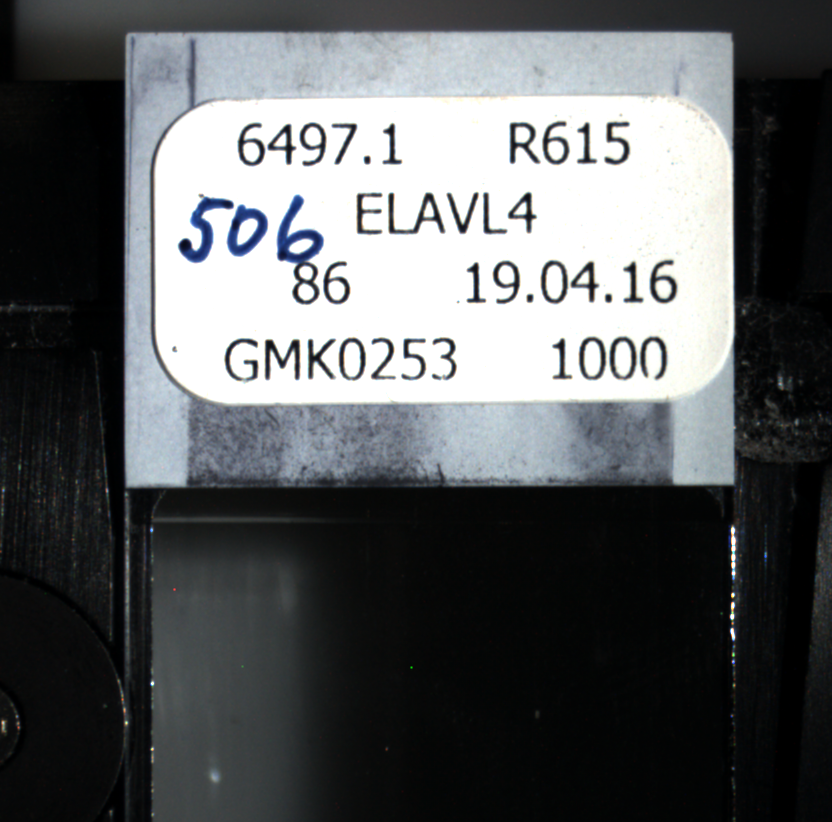 6497.1 R615
506 ELAVL4
86 19.04.16
GMK0253 1000